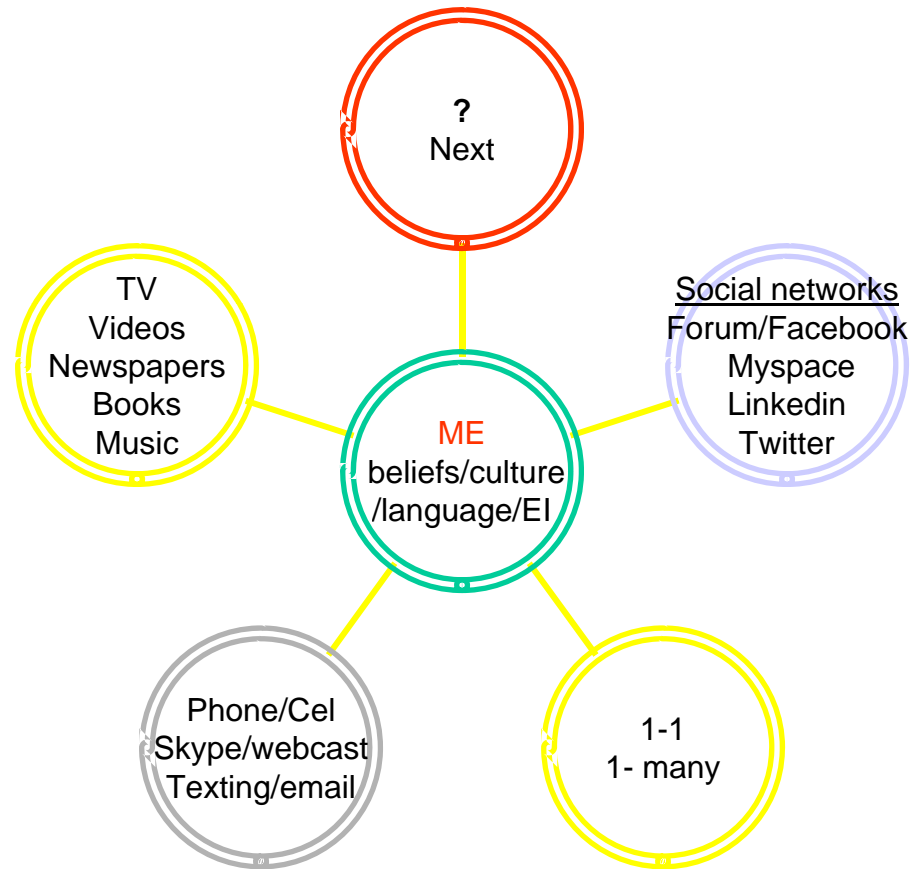 ?
Next
TV
Videos
Newspapers
Books
Music
Social networks
Forum/Facebook
Myspace
Linkedin
Twitter
ME
beliefs/culture
/language/EI
Phone/Cel
Skype/webcast
Texting/email
1-1
1- many